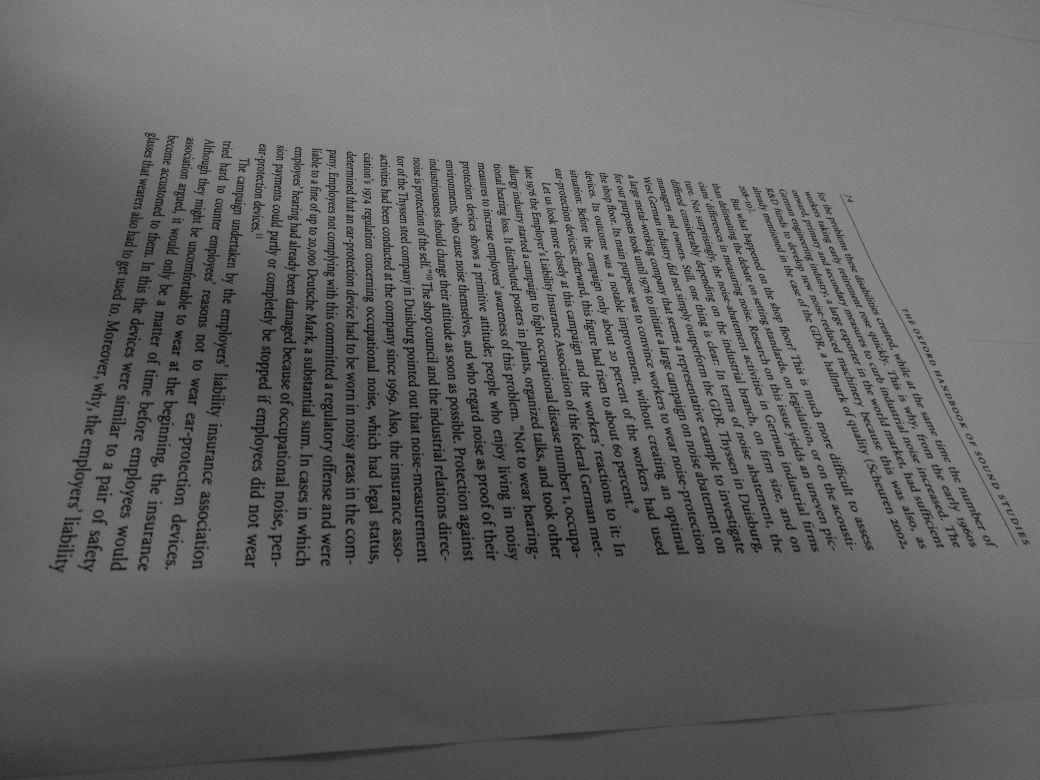 74 THE OXFORD HANDBOOK OF SOUND STUDIES
for the problems these disabilities created, while at the same time the number of
workers taking early retirement rose quickly. This is why, from the early 1960s
onward, primary and secondary measures to curb industrial noise increased. The
German engineering industry, a large exporter in the world market, had sufficient
R&D funds to develop new noise-reduced machinery because this was also, as
already mentioned in the case of the GDR, a hallmark of quality (Scheuren 2002,
208–10).
But what happened on the shop floor? This is much more difficult to assess
than delineating the debate on setting standards, on legislation, or on the acousti-
cians' differences in measuring noise. Research on this issue yields an uneven pic-
ture. Not surprisingly, the noise-abatement activities in German industrial firms
differed considerably depending on the industrial branch, on firm size, and on
managers and owners. Still, one thing is clear: In terms of noise abatement, the
West German industry did not simply outperform the GDR. Thyssen in Duisburg,
a large metal-working company that seems a representative example to investigate
for our purposes took until 1976 to initiate a large campaign on noise abatement on
the shop floor. Its main purpose was to convince workers to wear noise-protection
devices. Its outcome was a notable improvement, without creating an optimal
situation: Before the campaign only about 20 percent of the workers had used
ear-protection devices; afterward, this figure had risen to about 60 percent.9
Let us look more closely at this campaign and the workers' reactions to it: In
late 1976 the Employer's Liability Insurance Association of the federal German met-
allurgy industry started a campaign to fight occupational disease number 1, occupa-
tional hearing loss. It distributed posters in plants, organized talks, and took other
measures to increase employees' awareness of this problem. "Not to wear hearing-
protection devices shows a primitive attitude; people who enjoy living in noisy
environments, who cause noise themselves, and who regard noise as proof of their
industriousness should change their attitude as soon as possible. Protection against
noise is protection of the self."10 The shop council and the industrial relations direc-
tor of the Thyssen steel company in Duisburg pointed out that noise-measurement
activities had been conducted at the company since 1969. Also, the insurance asso-
ciation's 1974 regulation concerning occupational noise, which had legal status,
determined that an ear-protection device had to be worn in noisy areas in the com-
pany. Employees not complying with this committed a regulatory offense and were
liable to a fine of up to 20,000 Deutsche Mark, a substantial sum. In cases in which
employees' hearing had already been damaged because of occupational noise, pen-
sion payments could partly or completely be stopped if employees did not wear
ear-protection devices.11
The campaign undertaken by the employers' liability insurance association
tried hard to counter employees' reasons not to wear ear-protection devices.
Although they might be uncomfortable to wear at the beginning, the insurance
association argued, it would only be a matter of time before employees would
become accustomed to them. In this the devices were similar to a pair of safety
glasses that wearers also had to get used to. Moreover, why, the employers' liability